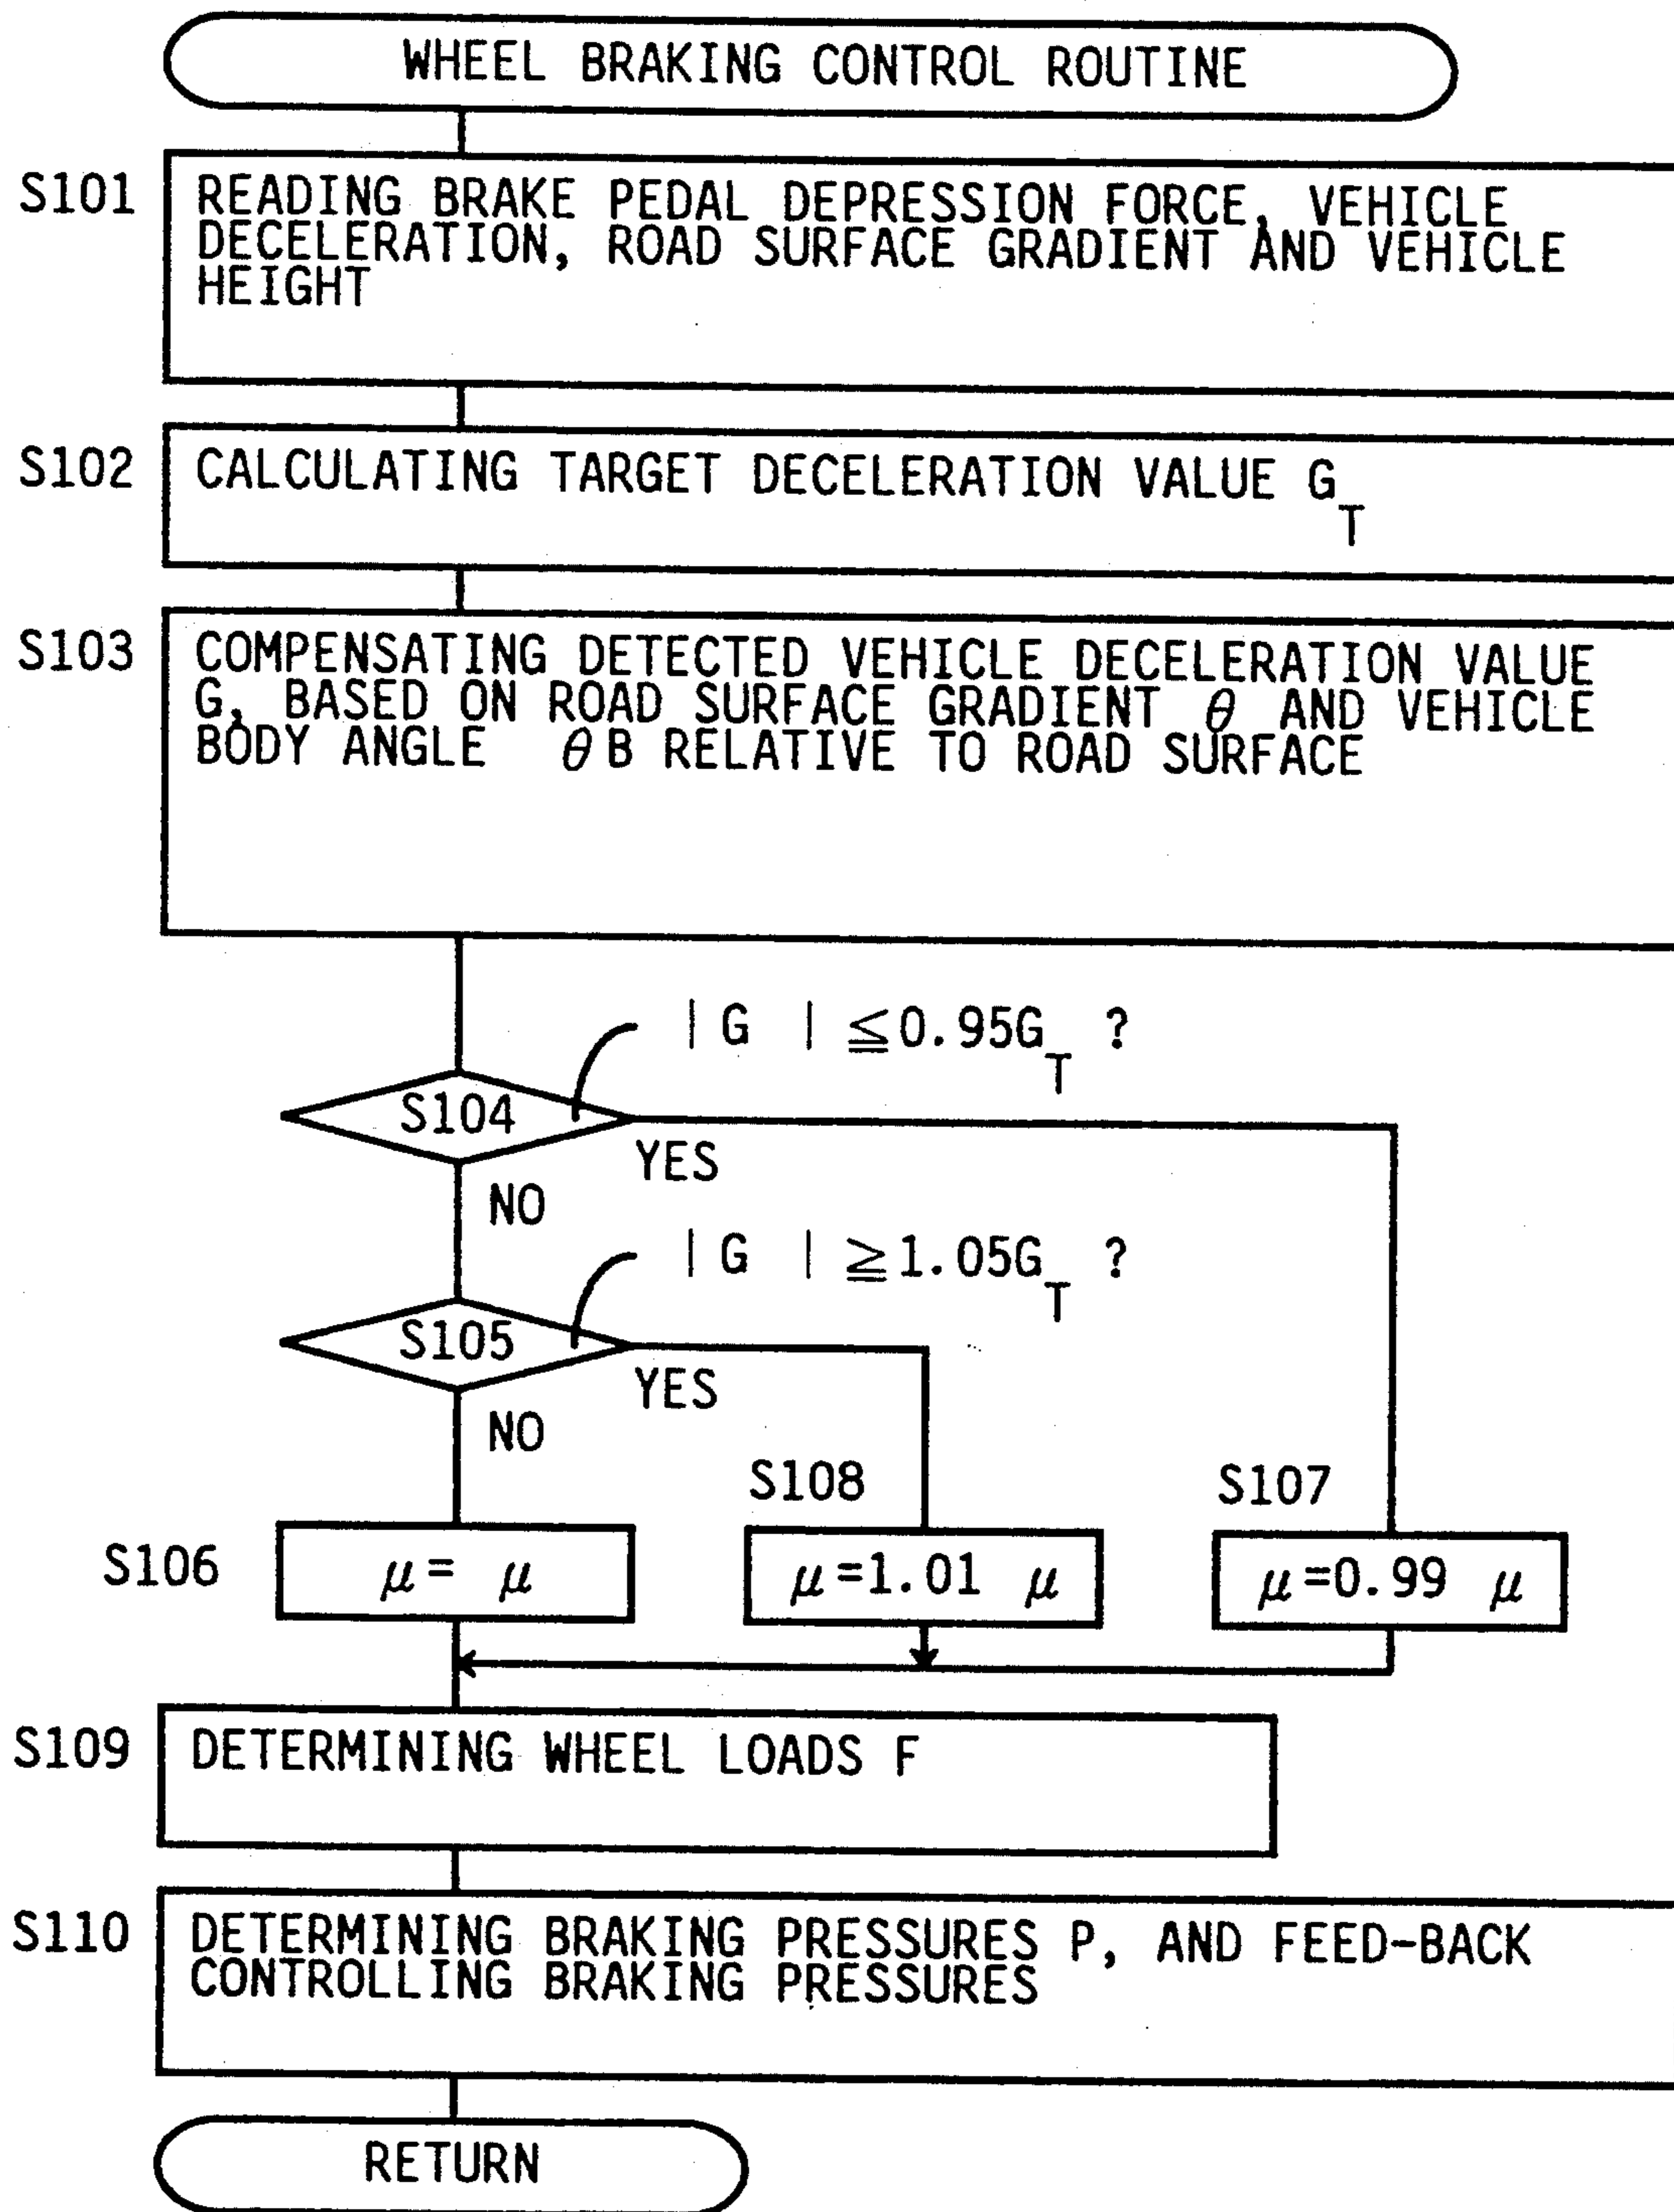 WHEEL BRAKING CONTROL ROUTINE
S101
READING BRAKE PEDAL DEPRESSION FORCE, VEHICLE
DECELERATION, ROAD SURFACE GRADIENT AND VEHICLE
HEIGHT
S102
CALCULATING TARGET DECELERATION VALUE G_T
S103
COMPENSATING DETECTED VEHICLE DECELERATION VALUE
G, BASED ON ROAD SURFACE GRADIENT θ AND VEHICLE
BODY ANGLE θB RELATIVE TO ROAD SURFACE
|G| ≦0.95G_T ?
S104
YES
NO
|G| ≧1.05G_T ?
S105
YES
NO
S108
S107
S106
μ= μ
μ=1.01 μ
μ=0.99 μ
S109
DETERMINING WHEEL LOADS F
S110
DETERMINING BRAKING PRESSURES P, AND FEED-BACK
CONTROLLING BRAKING PRESSURES
RETURN